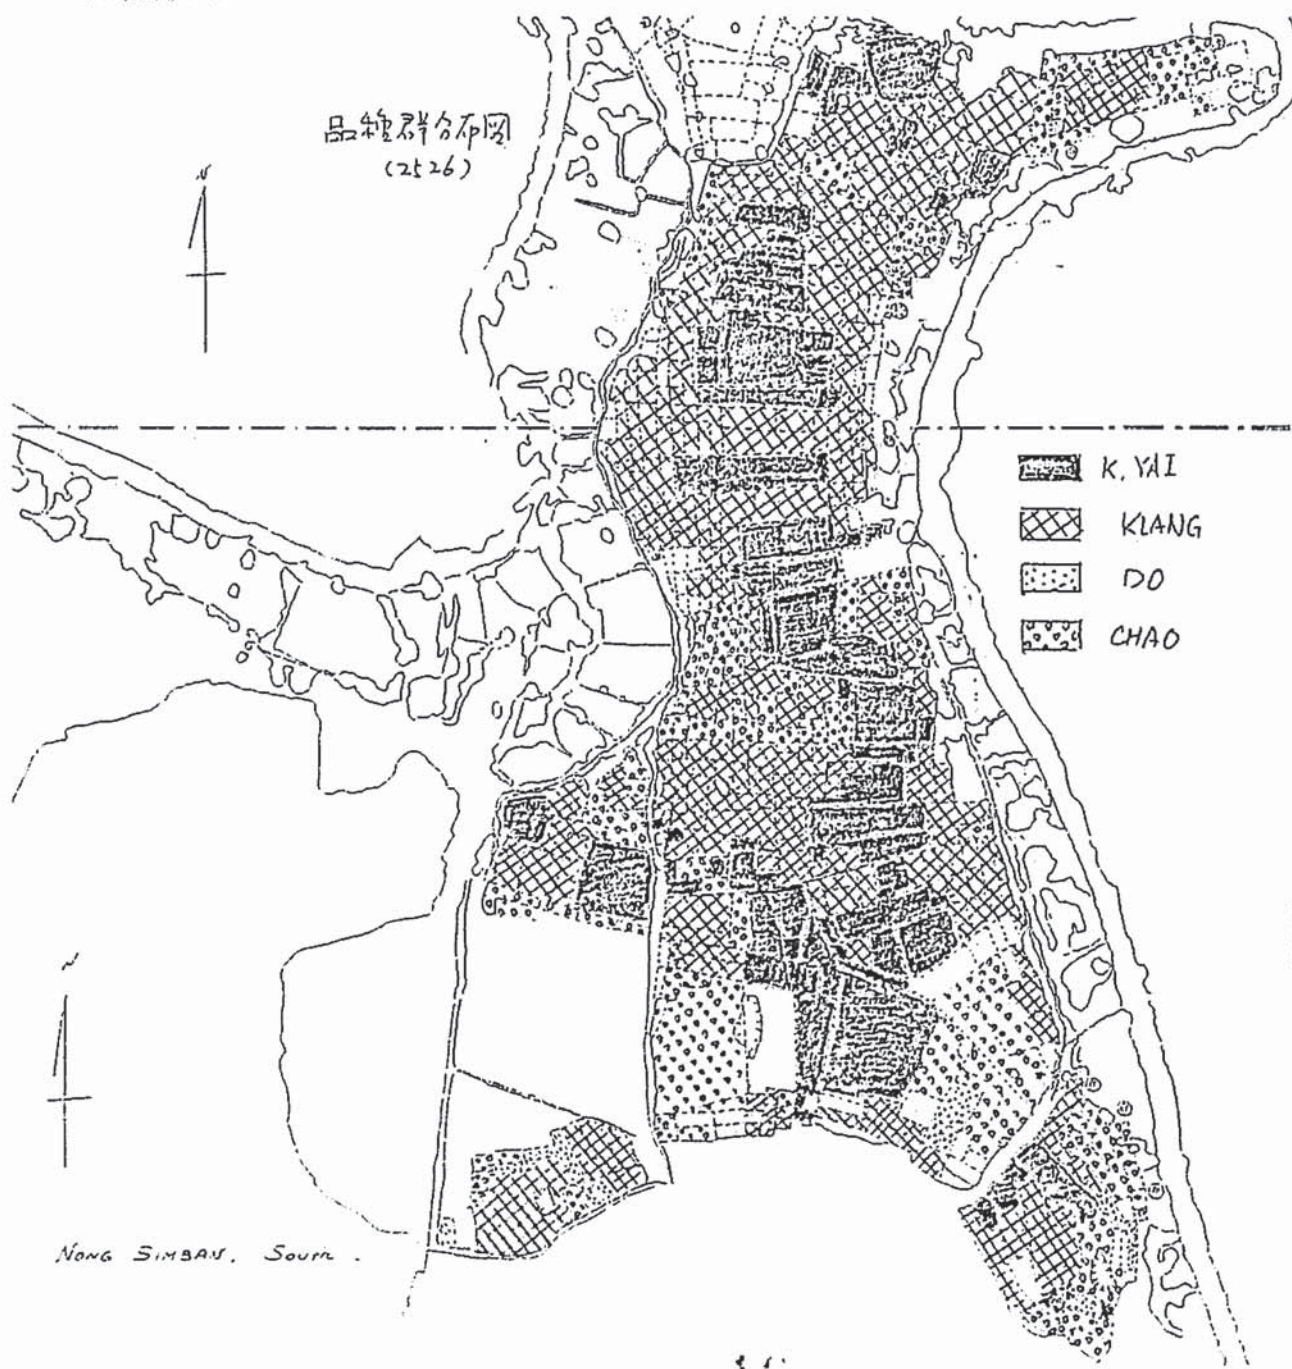 品種群分布図
(2526)
N
K. YAI
KLANG
DO
CHAO
N
NONG SIMBAN. SOUTH.